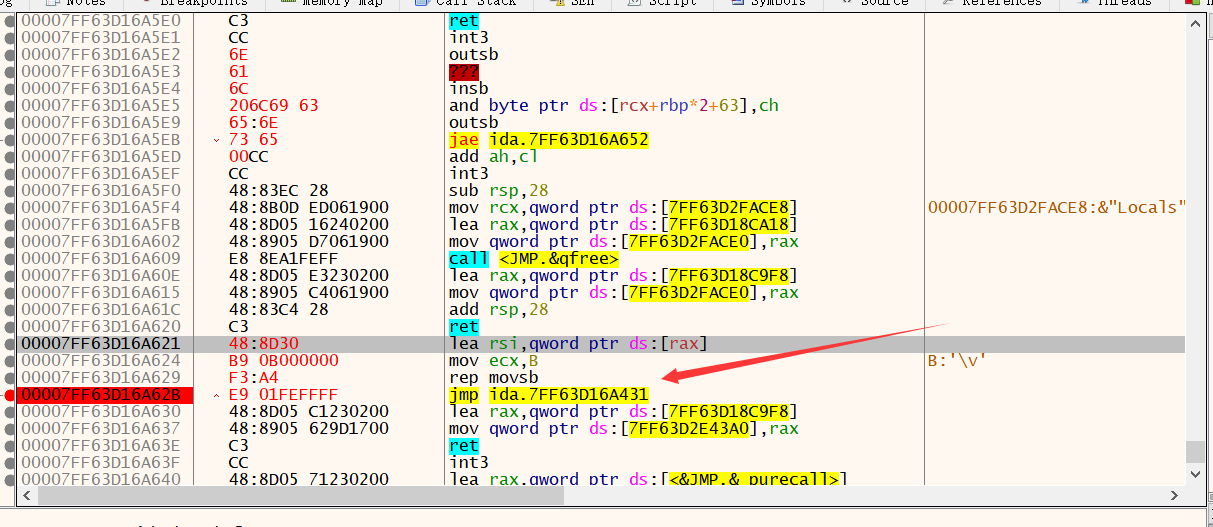 Notes Breakpoints Memory Map Call Stack SEH Script Symbols Source References Threads
00007FF63D16A5E0 C3 ret
00007FF63D16A5E1 CC int3
00007FF63D16A5E2 6E outsb
00007FF63D16A5E3 61 ???
00007FF63D16A5E4 6C insb
00007FF63D16A5E5 206C69 63 and byte ptr ds:[rcx+rbp*2+63],ch
00007FF63D16A5E9 65:6E outsb
00007FF63D16A5EB 73 65 jae ida.7FF63D16A652
00007FF63D16A5ED 00CC add ah,cl
00007FF63D16A5EF CC int3
00007FF63D16A5F0 48:83EC 28 sub rsp,28
00007FF63D16A5F4 48:8B0D ED061900 mov rcx,qword ptr ds:[7FF63D2FACE8] 00007FF63D2FACE8:&"Locals"
00007FF63D16A5FB 48:8D05 16240200 lea rax,qword ptr ds:[7FF63D18CA18]
00007FF63D16A602 48:8905 D7061900 mov qword ptr ds:[7FF63D2FACE0],rax
00007FF63D16A609 E8 8EA1FEFF call <JMP.&qfree>
00007FF63D16A60E 48:8D05 E3230200 lea rax,qword ptr ds:[7FF63D18C9F8]
00007FF63D16A615 48:8905 C4061900 mov qword ptr ds:[7FF63D2FACE0],rax
00007FF63D16A61C 48:83C4 28 add rsp,28
00007FF63D16A620 C3 ret
00007FF63D16A621 48:8D30 lea rsi,qword ptr ds:[rax]
00007FF63D16A624 B9 0B000000 mov ecx,B B:'\v'
00007FF63D16A629 F3:A4 rep movsb
00007FF63D16A62B E9 01FEFFFF jmp ida.7FF63D16A431
00007FF63D16A630 48:8D05 C1230200 lea rax,qword ptr ds:[7FF63D18C9F8]
00007FF63D16A637 48:8905 629D1700 mov qword ptr ds:[7FF63D2E43A0],rax
00007FF63D16A63E C3 ret
00007FF63D16A63F CC int3
00007FF63D16A640 48:8D05 71230200 lea rax,qword ptr ds:[<&JMP.&_purecall>]